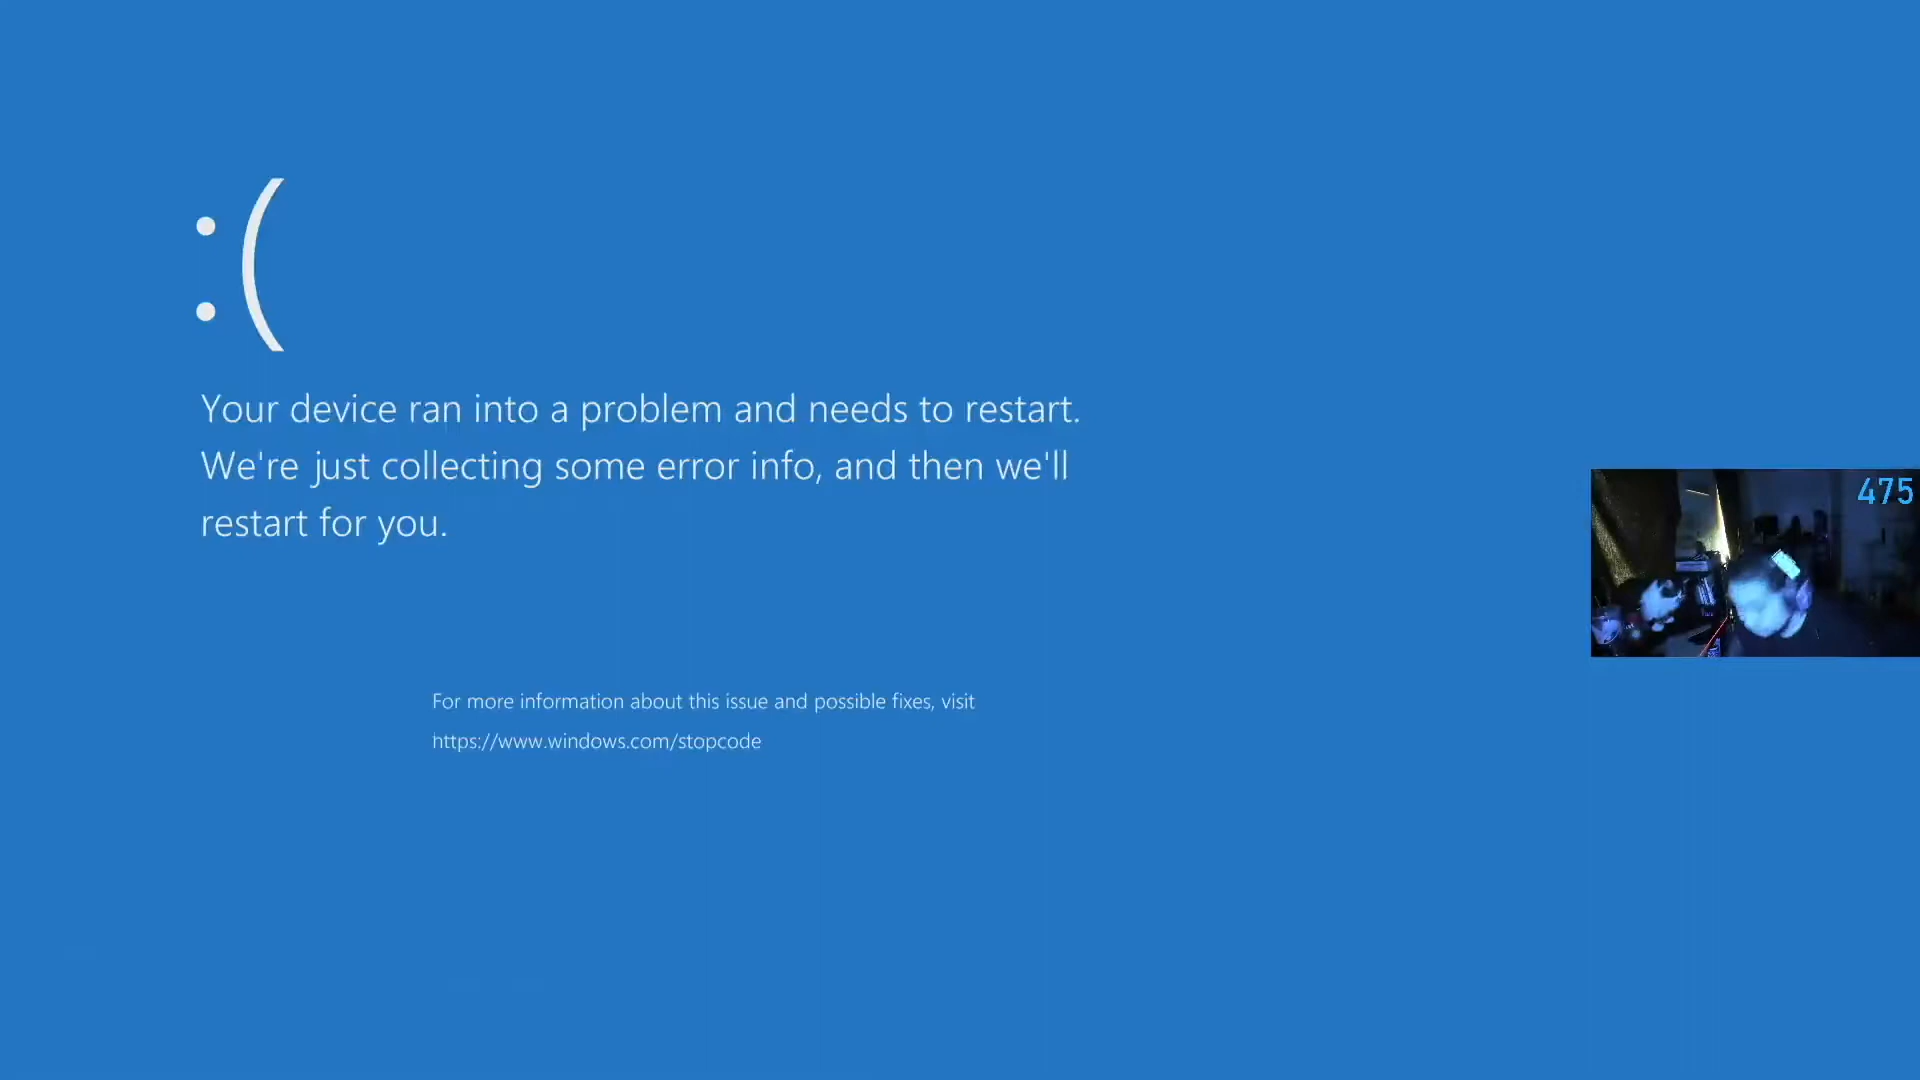 :(
Your device ran into a problem and needs to restart.
We're just collecting some error info, and then we'll
restart for you.
475
For more information about this issue and possible fixes, visit
https://www.windows.com/stopcode